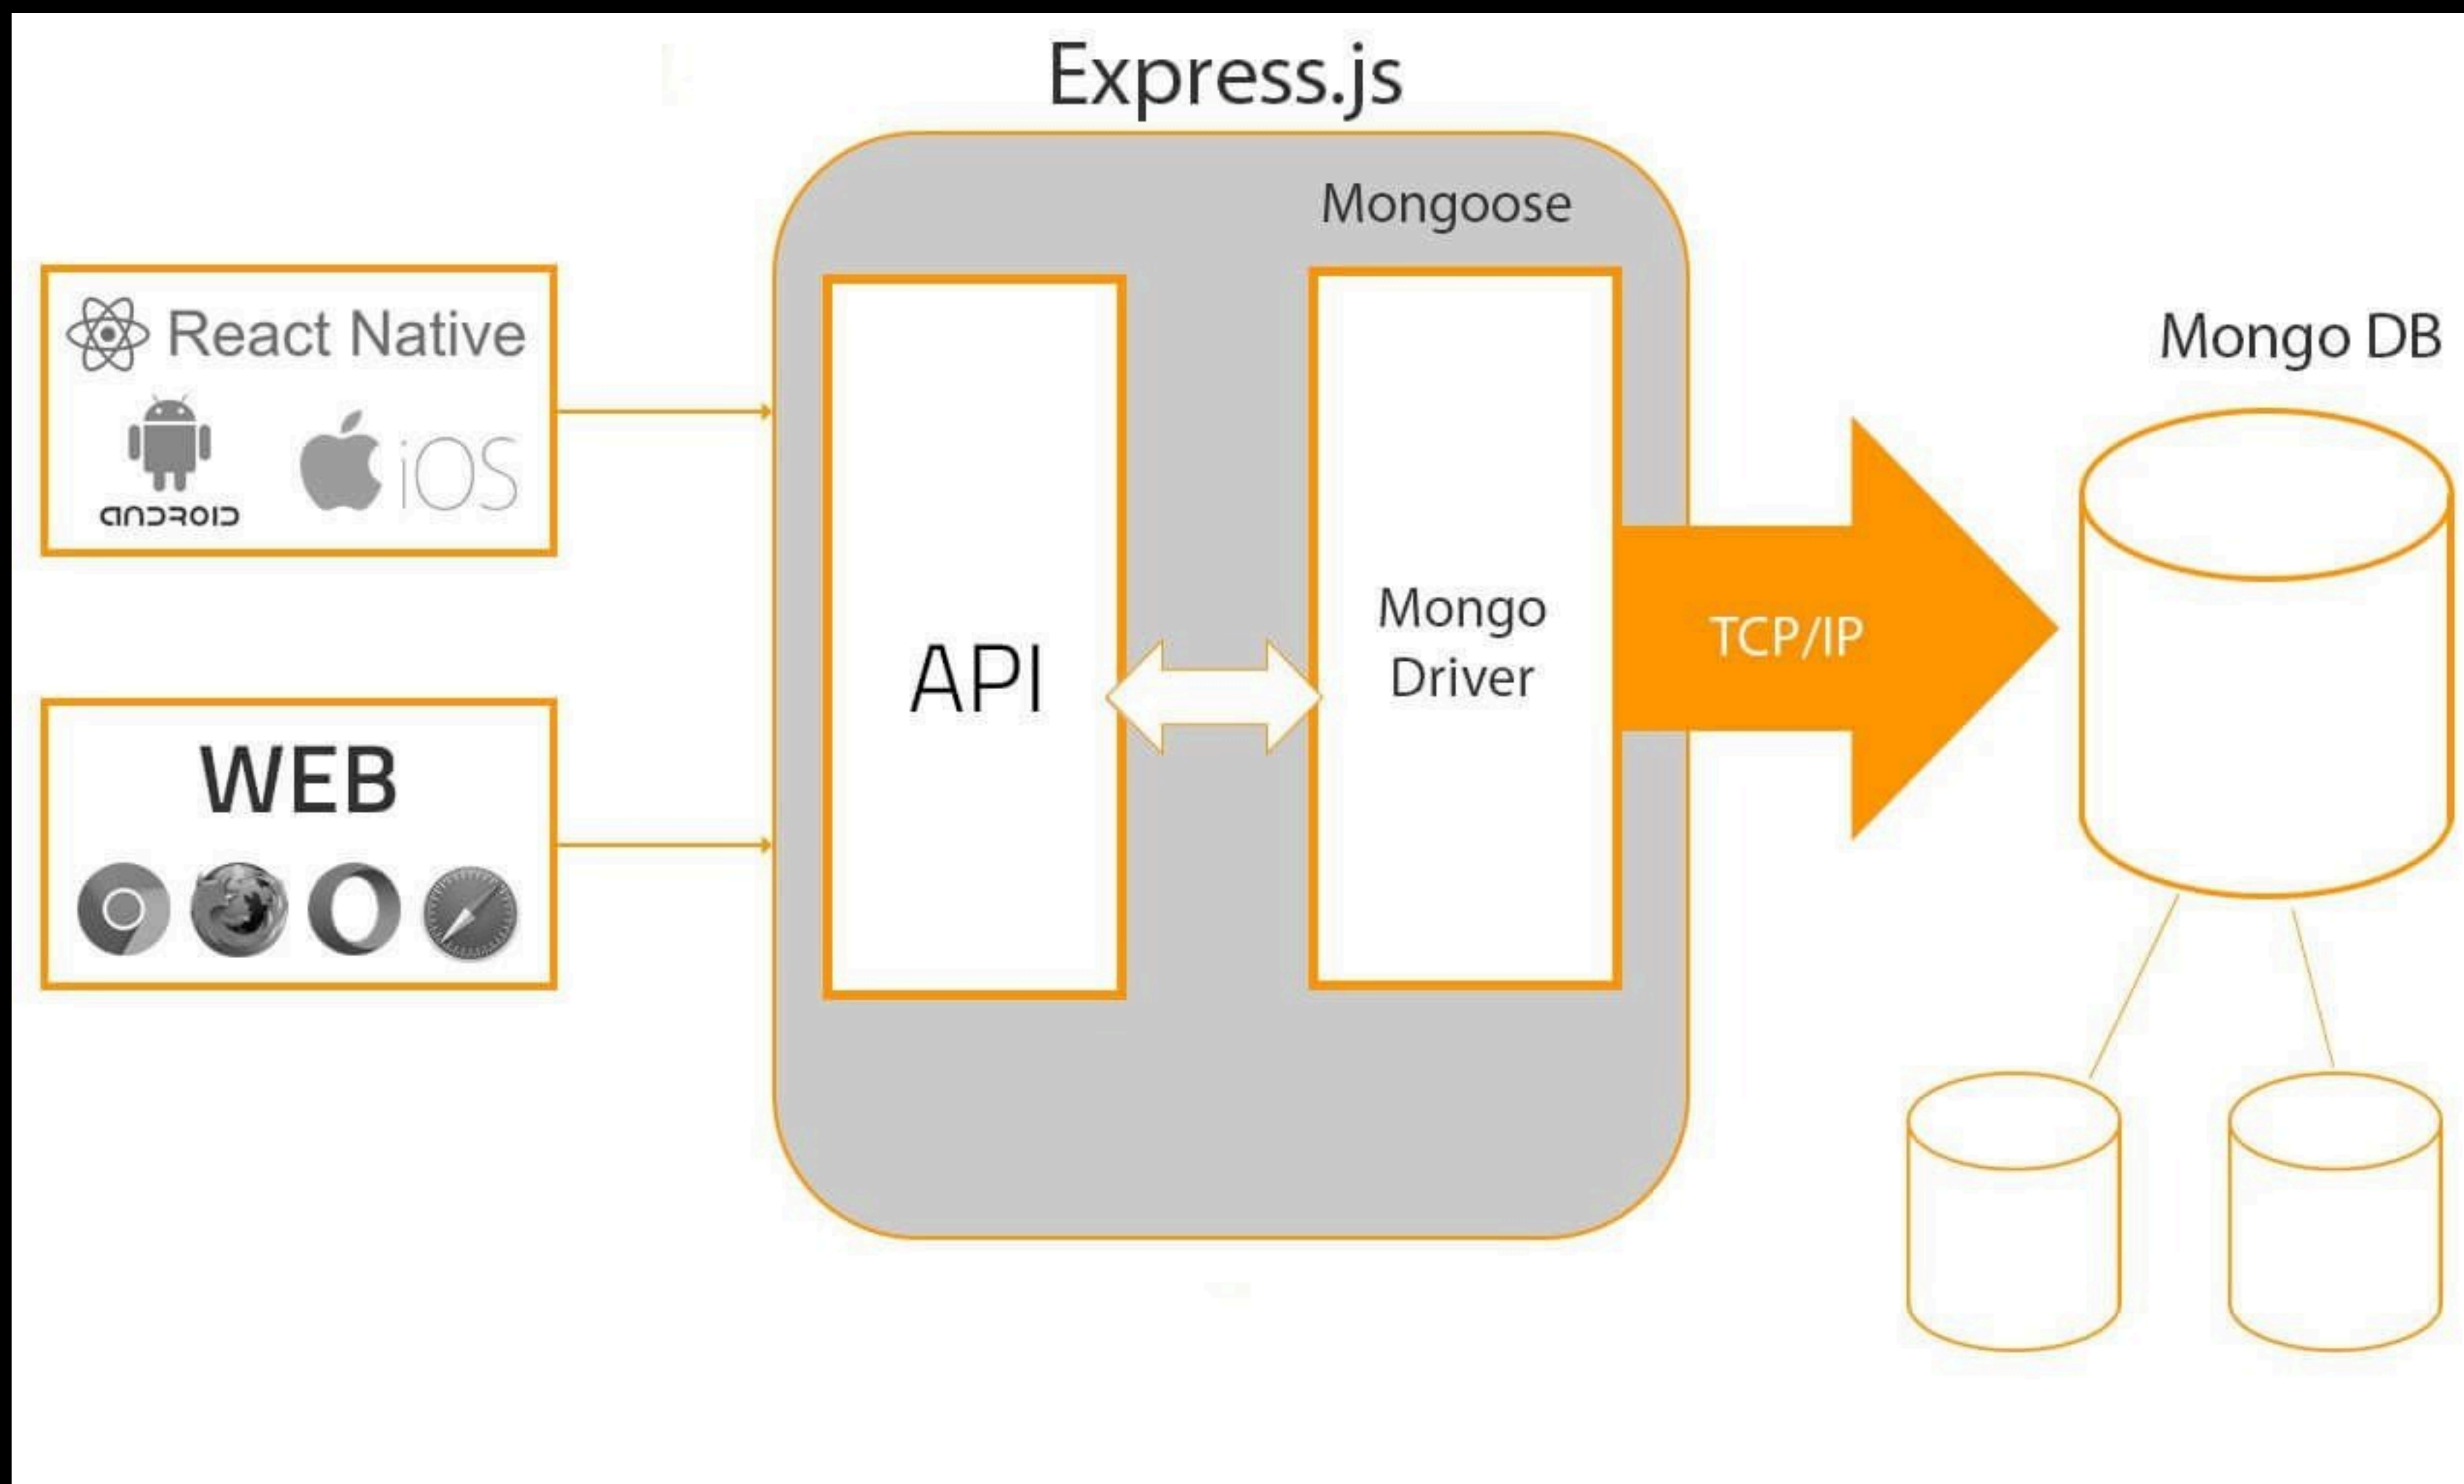 Express.js
Mongoose
React Native
ANDROID
iOS
WEB
API
Mongo
Driver
TCP/IP
Mongo DB